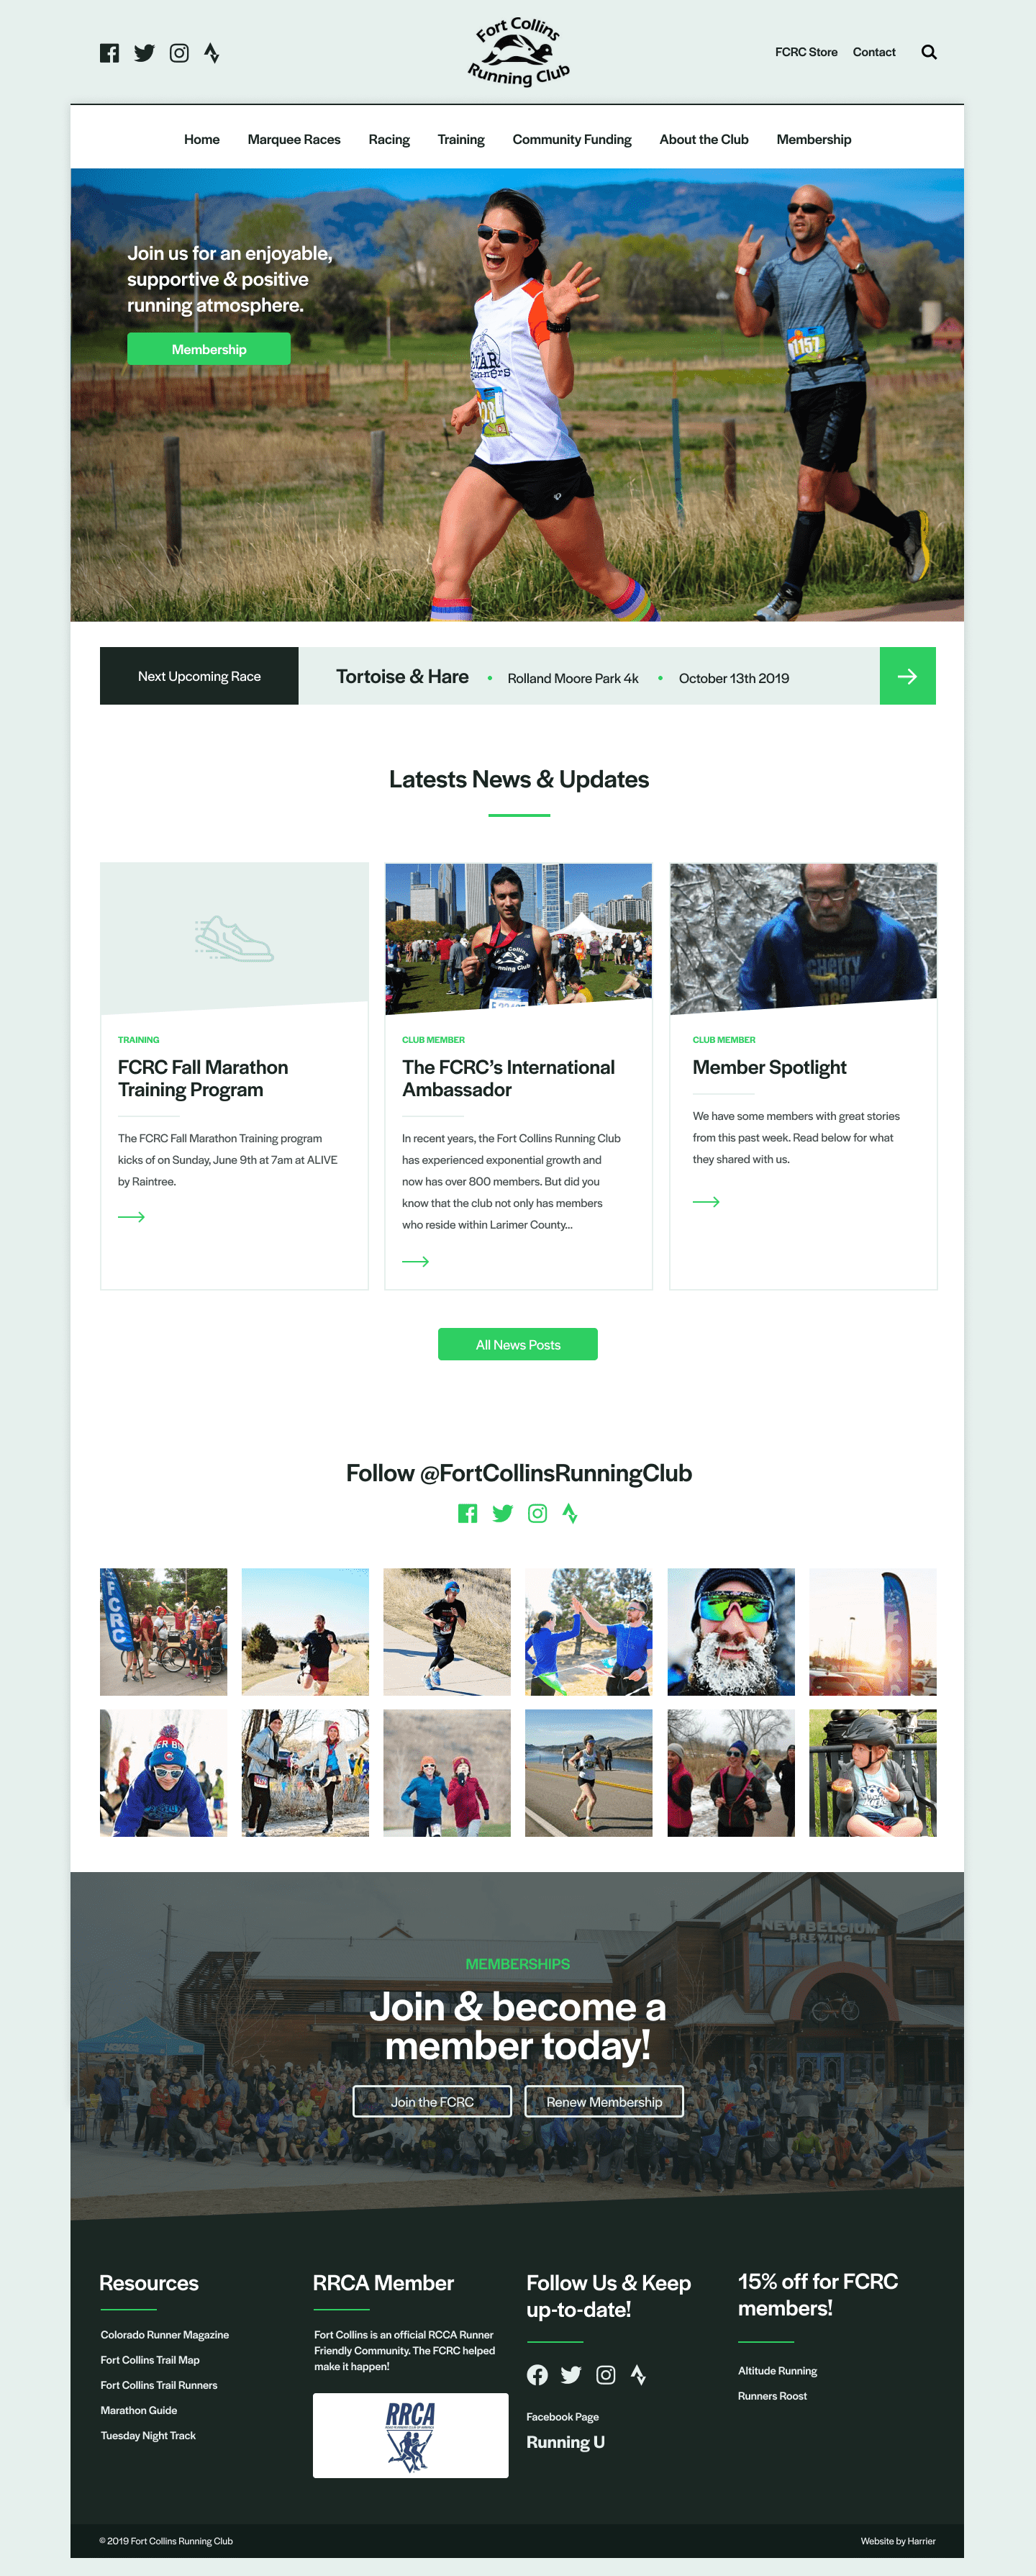 Fort Collins
Running Club
FCRC Store Contact
Home Marquee Races Racing Training Community Funding About the Club Membership
Join us for an enjoyable,
supportive & positive
running atmosphere.
Membership
1157
Next Upcoming Race
Tortoise & Hare • Rolland Moore Park 4k • October 13th 2019
Latests News & Updates
TRAINING
FCRC Fall Marathon
Training Program
The FCRC Fall Marathon Training program
kicks of on Sunday, June 9th at 7am at ALIVE
by Raintree.
Fort Collins
Running Club
CLUB MEMBER
The FCRC's International
Ambassador
In recent years, the Fort Collins Running Club
has experienced exponential growth and
now has over 800 members. But did you
know that the club not only has members
who reside within Larimer County...
CLUB MEMBER
Member Spotlight
We have some members with great stories
from this past week. Read below for what
they shared with us.
All News Posts
Follow @FortCollinsRunningClub
FCRC
FCRC
NEW BELGIUM
BREWING
MEMBERSHIPS
Join & become a
member today!
Join the FCRC Renew Membership
Resources
Colorado Runner Magazine
Fort Collins Trail Map
Fort Collins Trail Runners
Marathon Guide
Tuesday Night Track
RRCA Member
Fort Collins is an official RCCA Runner
Friendly Community. The FCRC helped
make it happen!
RRCA
Follow Us & Keep
up-to-date!
Facebook Page
Running U
15% off for FCRC
members!
Altitude Running
Runners Roost
© 2019 Fort Collins Running Club
Website by Harrier